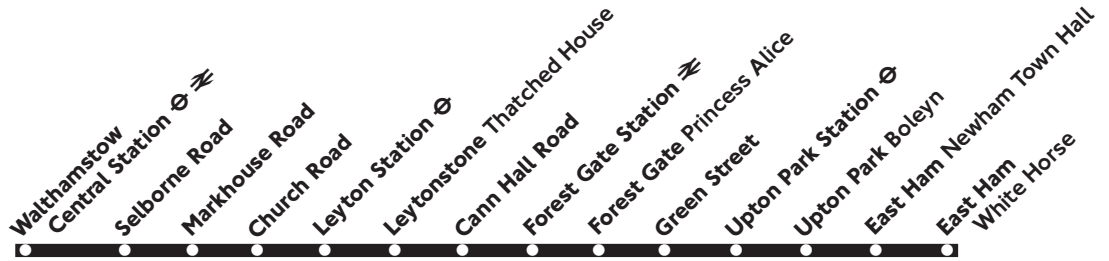 Walthamstow
Central Station
Selborne Road
Markhouse Road
Church Road
Leyton Station
Leytonstone Thatched House
Cann Hall Road
Forest Gate Station
Forest Gate Princess Alice
Green Street
Upton Park Station
Upton Park Boleyn
East Ham Newham Town Hall
East Ham
White Horse